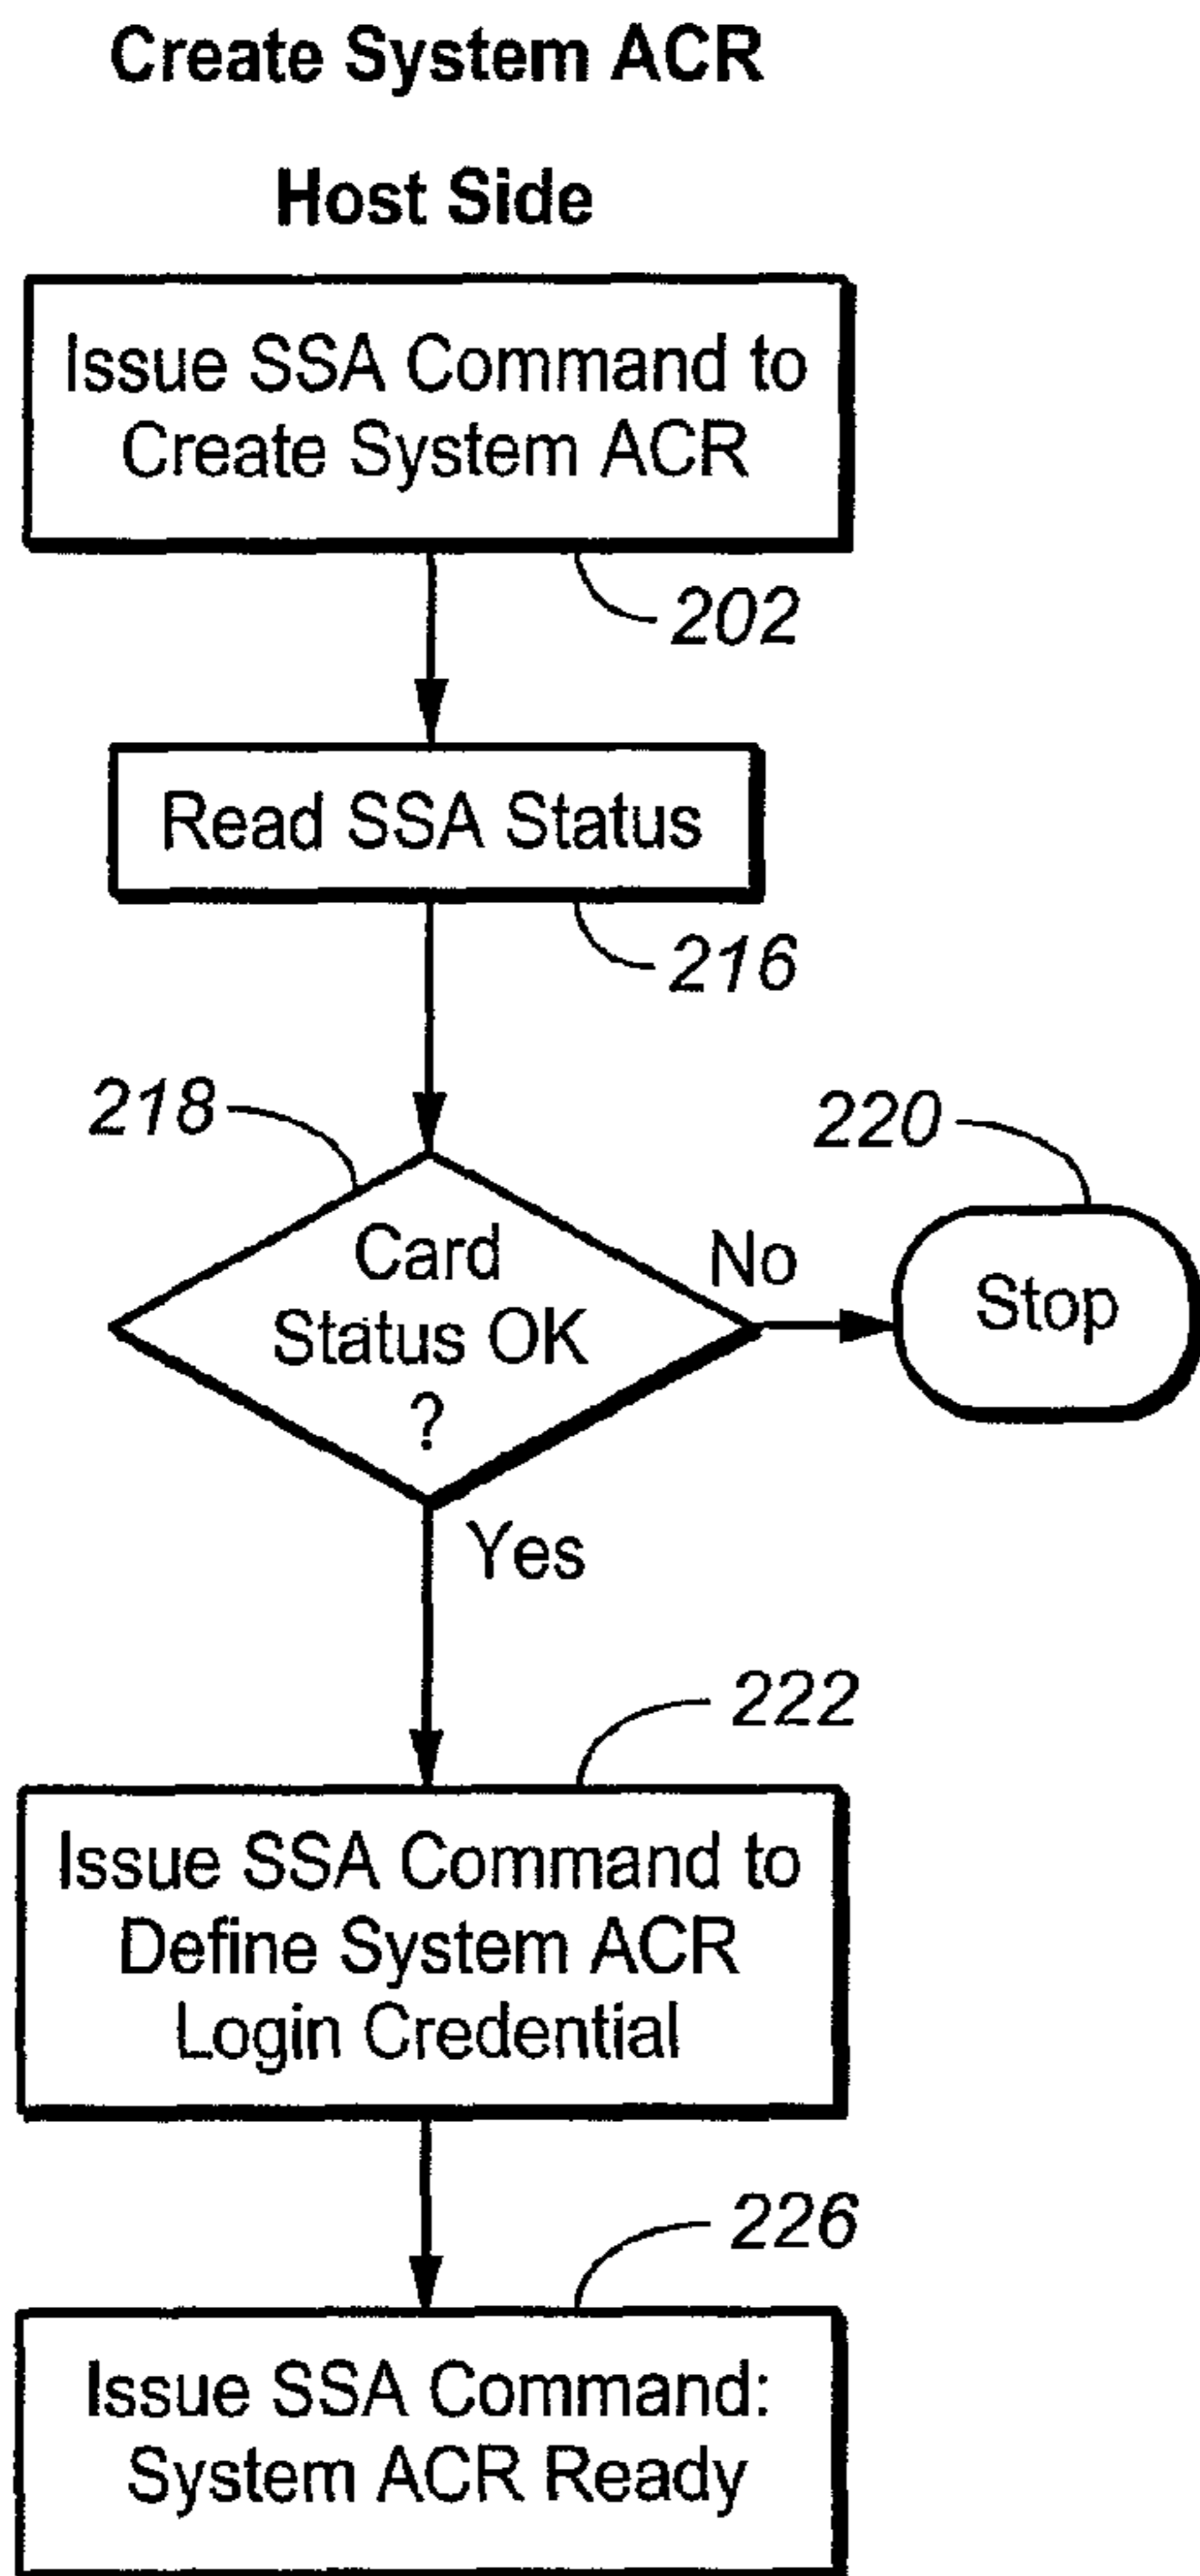 Create System ACR
Host Side
Issue SSA Command to
Create System ACR
202
Read SSA Status
216
218
220
Card
Status OK
?
No
Stop
Yes
222
Issue SSA Command to
Define System ACR
Login Credential
226
Issue SSA Command:
System ACR Ready